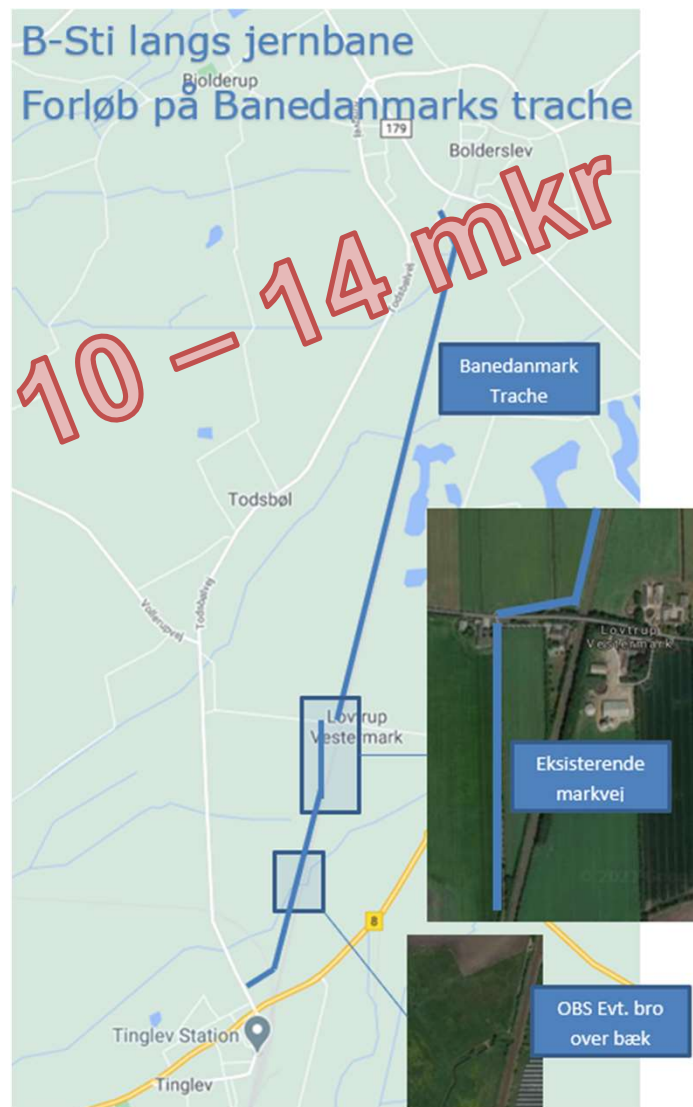 B-Sti langs jernbane
Bjolderup
Forløb på Banedanmarks trache
179
Bolderslev
10 – 14 mkr
Todsbølvej
Banedanmark
Trache
Todsbøl
Vollerupvej
Todsbølvej
Lovtrup
Vestermark
Lovtrup
Vestermark
Eksisterende
markvej
8
OBS Evt. bro
over bæk
Tinglev Station
Tinglev